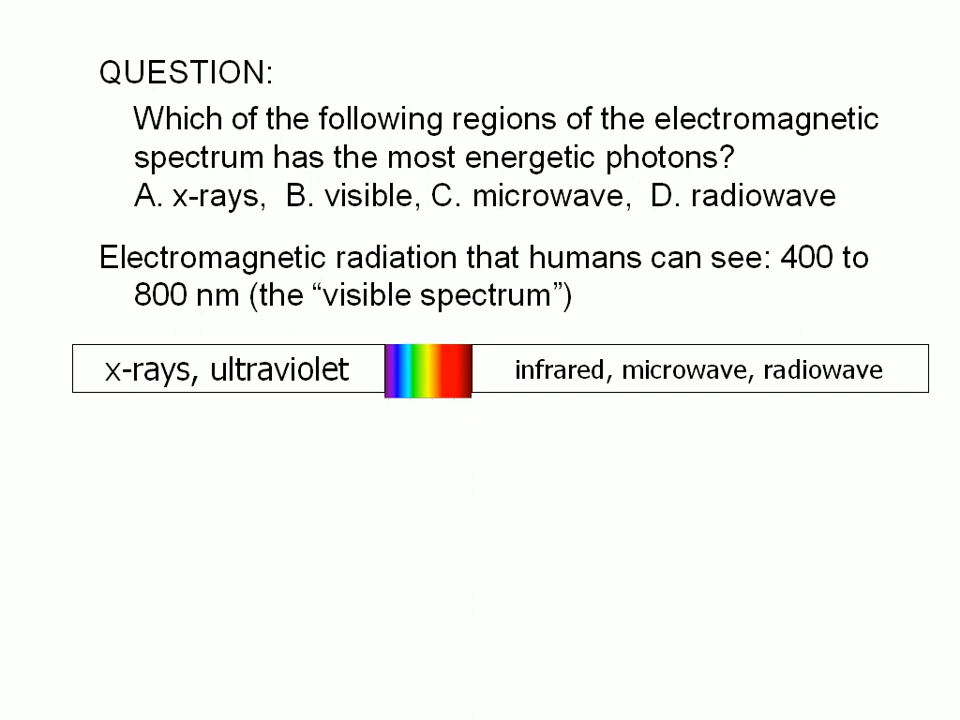 QUESTION:
Which of the following regions of the electromagnetic
spectrum has the most energetic photons?
A. x-rays, B. visible, C. microwave, D. radiowave
Electromagnetic radiation that humans can see: 400 to
800 nm (the “visible spectrum”)
x-rays, ultraviolet
infrared, microwave, radiowave